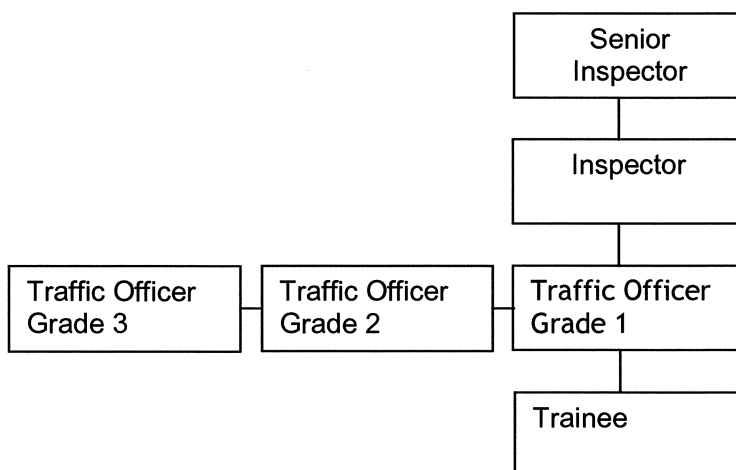 Senior
Inspector
Inspector
Traffic Officer
Grade 3
Traffic Officer
Grade 2
Traffic Officer
Grade 1
Trainee